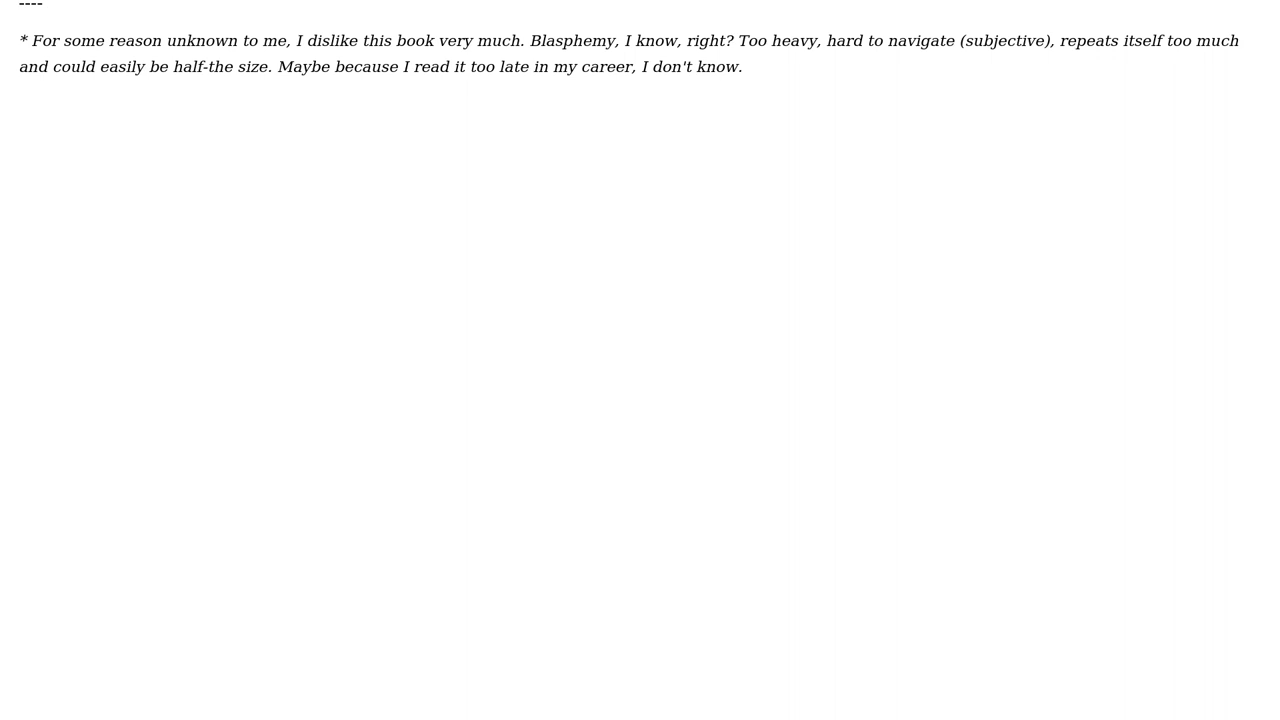 ----
* For some reason unknown to me, I dislike this book very much. Blasphemy, I know, right? Too heavy, hard to navigate (subjective), repeats itself too much
and could easily be half-the size. Maybe because I read it too late in my career, I don't know.